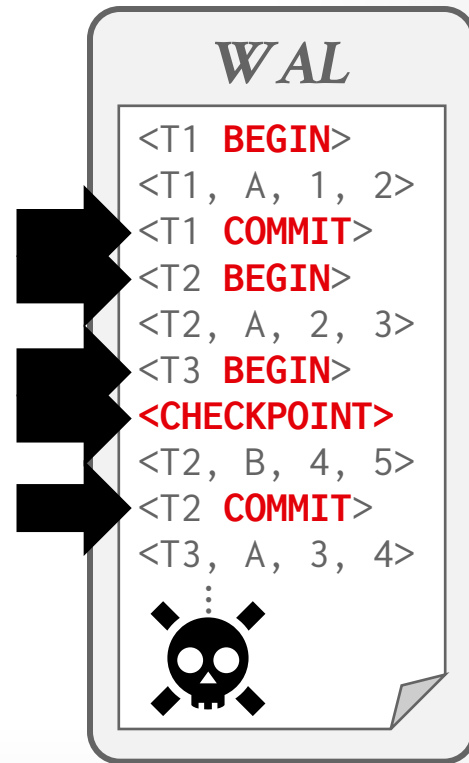 WAL
<T1 BEGIN>
<T1, A, 1, 2>
<T1 COMMIT>
<T2 BEGIN>
<T2, A, 2, 3>
<T3 BEGIN>
<CHECKPOINT>
<T2, B, 4, 5>
<T2 COMMIT>
<T3, A, 3, 4>
⋮